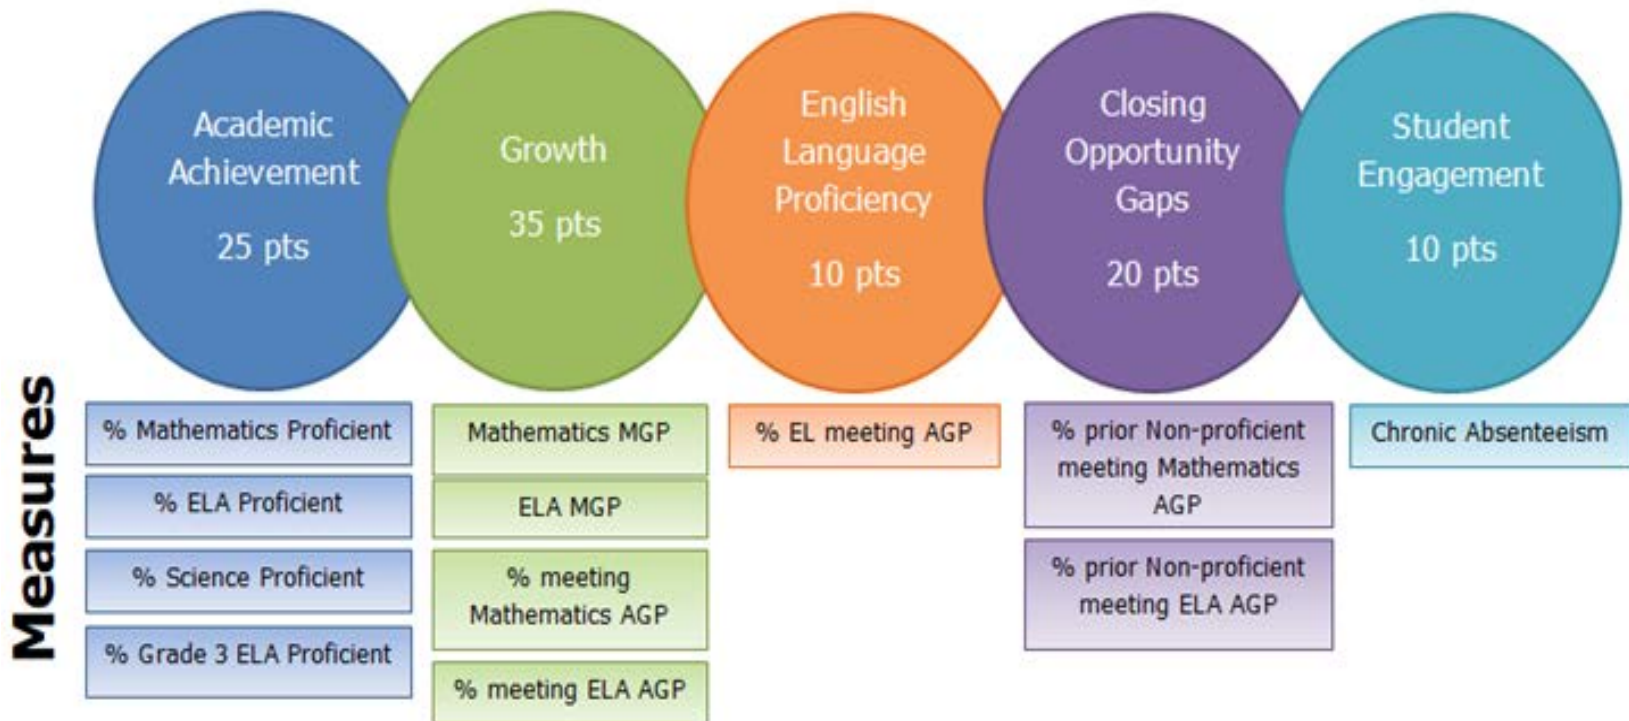 Academic
Achievement
25 pts
Growth
35 pts
English
Language
Proficiency
10 pts
Closing
Opportunity
Gaps
20 pts
Student
Engagement
10 pts
Measures
% Mathematics Proficient
% ELA Proficient
% Science Proficient
% Grade 3 ELA Proficient
Mathematics MGP
ELA MGP
% meeting
Mathematics AGP
% meeting ELA AGP
% EL meeting AGP
% prior Non-proficient
meeting Mathematics
AGP
% prior Non-proficient
meeting ELA AGP
Chronic Absenteeism